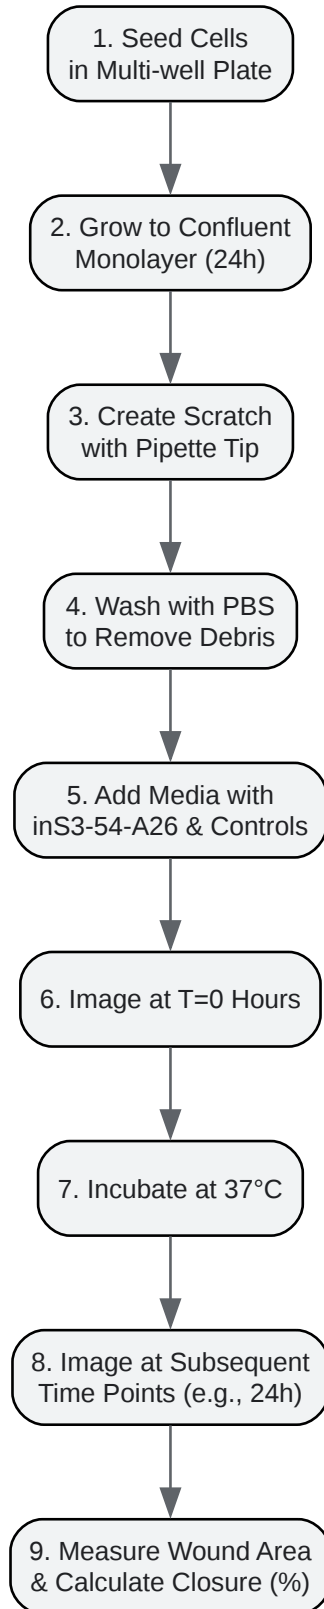 1. Seed Cells
in Multi-well Plate
2. Grow to Confluent
Monolayer (24h)
3. Create Scratch
with Pipette Tip
4. Wash with PBS
to Remove Debris
5. Add Media with
inS3-54-A26 & Controls
6. Image at T=0 Hours
7. Incubate at 37°C
8. Image at Subsequent
Time Points (e.g., 24h)
9. Measure Wound Area
& Calculate Closure (%)